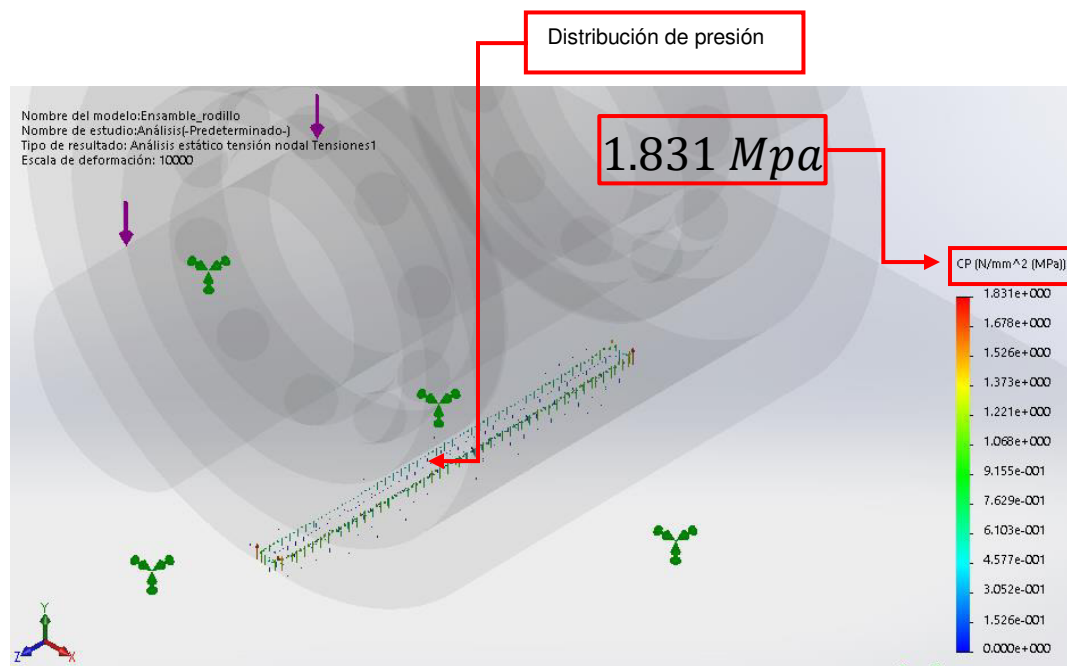 Distribución de presión
Nombre del modelo:Ensamble_rodillo
Nombre de estudio:Análisis(-Predeterminado-)
Tipo de resultado: Análisis estático tensión nodal Tensiones1
Escala de deformación: 10000
1.831 Mpa
CP (N/mm^2 (MPa))
1.831e+000
1.678e+000
1.526e+000
1.373e+000
1.221e+000
1.068e+000
9.155e-001
7.629e-001
6.103e-001
4.577e-001
3.052e-001
1.526e-001
0.000e+000
Y
Z
X